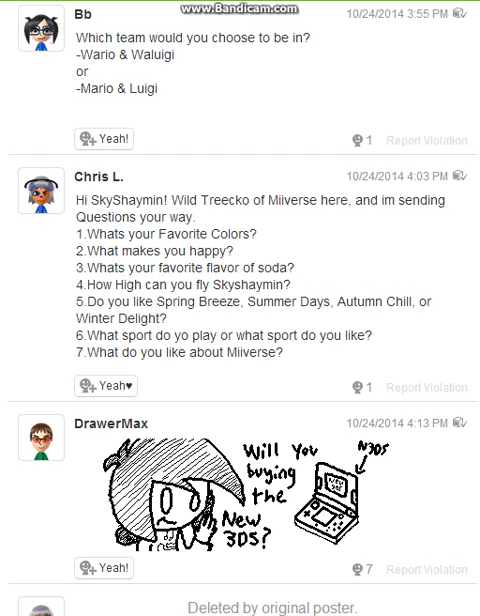 www.Bandicam.com
Bb 10/24/2014 3:55 PM
Which team would you choose to be in?
-Wario & Waluigi
or
-Mario & Luigi
Yeah! 1 Report Violation
Chris L. 10/24/2014 4:03 PM
Hi SkyShaymin! Wild Treecko of Miiverse here, and im sending
Questions your way.
1.Whats your Favorite Colors?
2.What makes you happy?
3.Whats your favorite flavor of soda?
4.How High can you fly Skyshaymin?
5.Do you like Spring Breeze, Summer Days, Autumn Chill, or
Winter Delight?
6.What sport do yo play or what sport do you like?
7.What do you like about Miiverse?
Yeah♥ 1 Report Violation
DrawerMax 10/24/2014 4:13 PM
Will You
buying
the
New
3DS?
N3DS
NEW
3DS
Yeah! 7 Report Violation
Deleted by original poster.